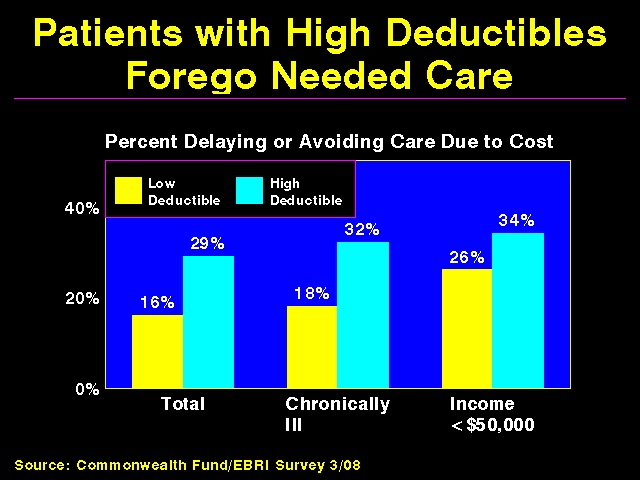 Patients with High Deductibles
Forego Needed Care
Percent Delaying or Avoiding Care Due to Cost
Low
Deductible
High
Deductible
40%
20%
0%
16%
29%
18%
32%
26%
34%
Total
Chronically
Ill
Income
<$50,000
Source: Commonwealth Fund/EBRI Survey 3/08